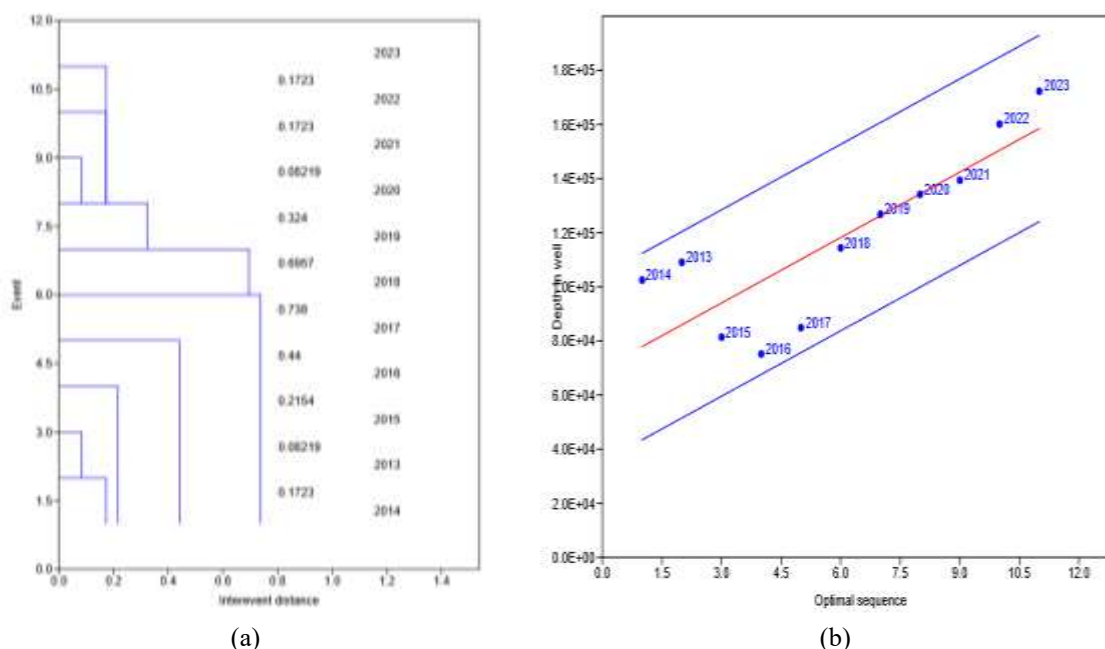 12.0
10.5
9.0
7.5
6.0
4.5
3.0
1.5
0.0
Event
0.0 0.2 0.4 0.6 0.8 1.0 1.2 1.4
Interevent distance
2023
0.1723
2022
0.1723
2021
0.08219
2020
0.324
2019
0.6957
2018
0.738
2017
0.44
2016
0.2154
2015
0.08219
2013
0.1723
2014
(a)
1.8E+05
1.6E+05
1.4E+05
1.2E+05
1.0E+05
8.0E+04
6.0E+04
4.0E+04
2.0E+04
0.0E+00
Depth in well
2023
2022
2021
2020
2019
2018
2013
2014
2017
2015
2016
0.0 1.5 3.0 4.5 6.0 7.5 9.0 10.5 12.0
Optimal sequence
(b)